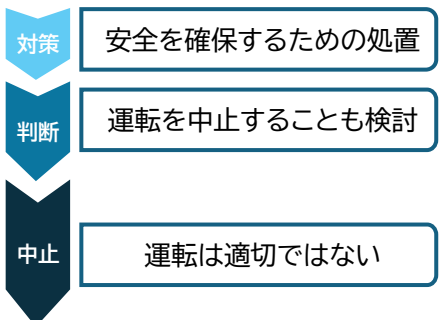 対策
安全を確保するための処置
判断
運転を中止することも検討
中止
運転は適切ではない